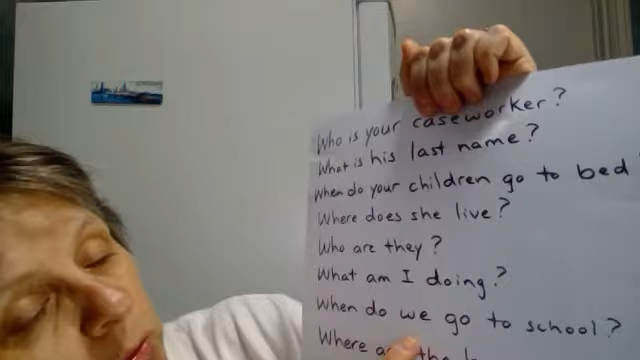 Who is your caseworker?
What is his last name?
When do your children go to bed
Where does she live?
Who are they?
What am I doing?
When do we go to school?
Where